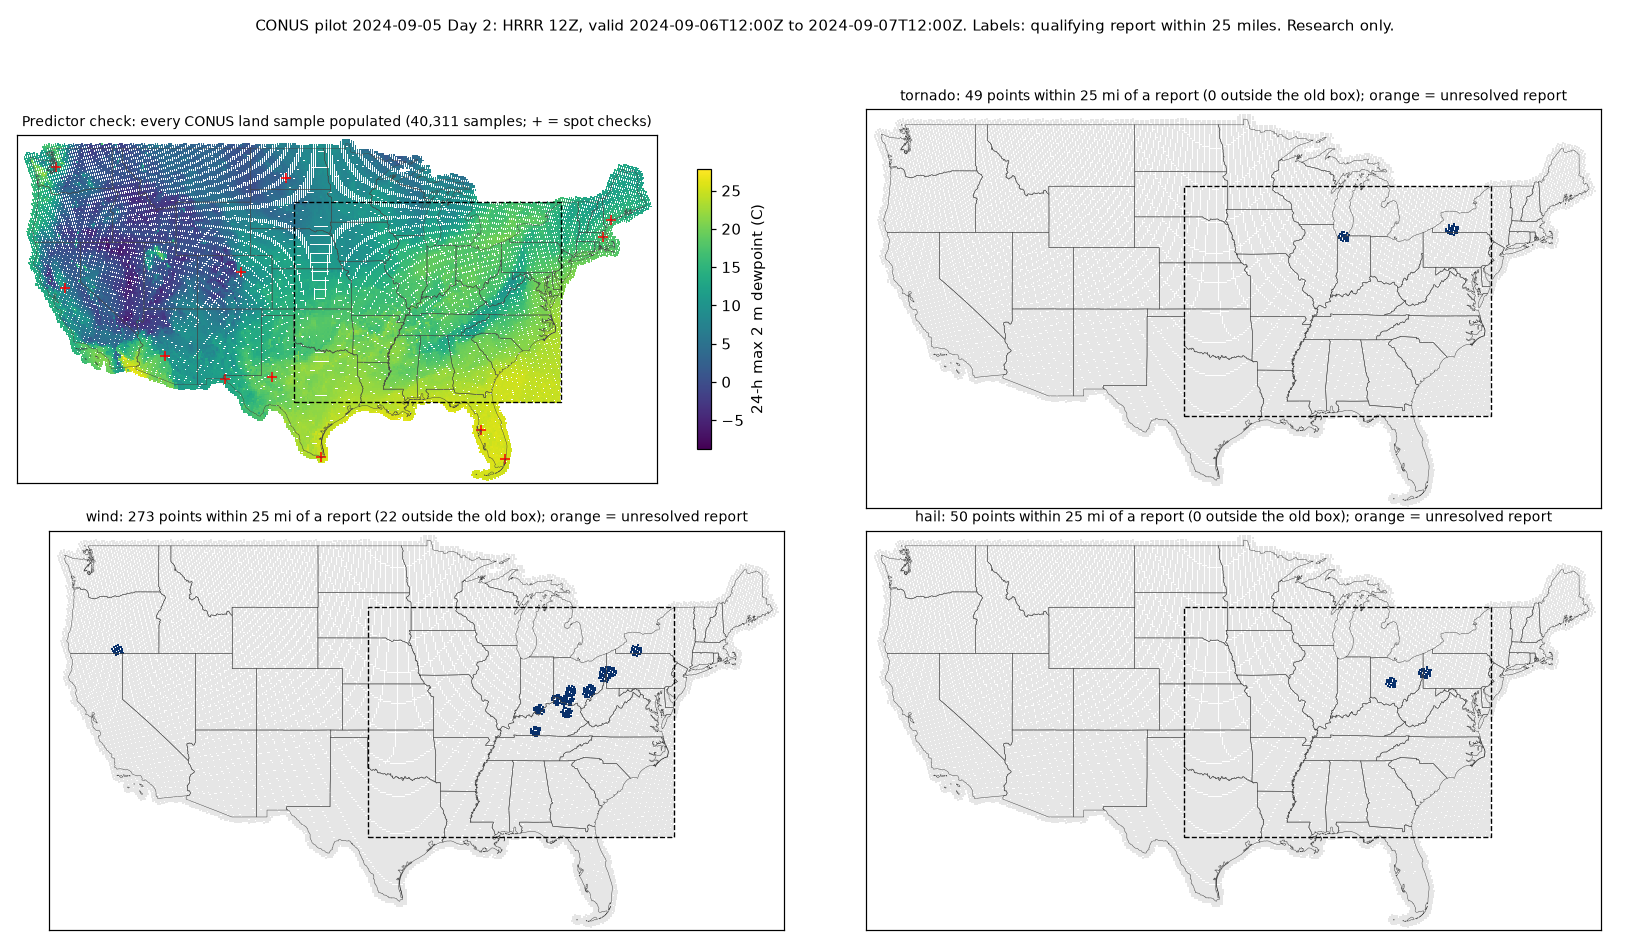 CONUS pilot 2024-09-05 Day 2: HRRR 12Z, valid 2024-09-06T12:00Z to 2024-09-07T12:00Z. Labels: qualifying report within 25 miles. Research only.
Predictor check: every CONUS land sample populated (40,311 samples; + = spot checks)
25
20
15
10
5
0
−5
24-h max 2 m dewpoint (C)
tornado: 49 points within 25 mi of a report (0 outside the old box); orange = unresolved report
wind: 273 points within 25 mi of a report (22 outside the old box); orange = unresolved report
hail: 50 points within 25 mi of a report (0 outside the old box); orange = unresolved report